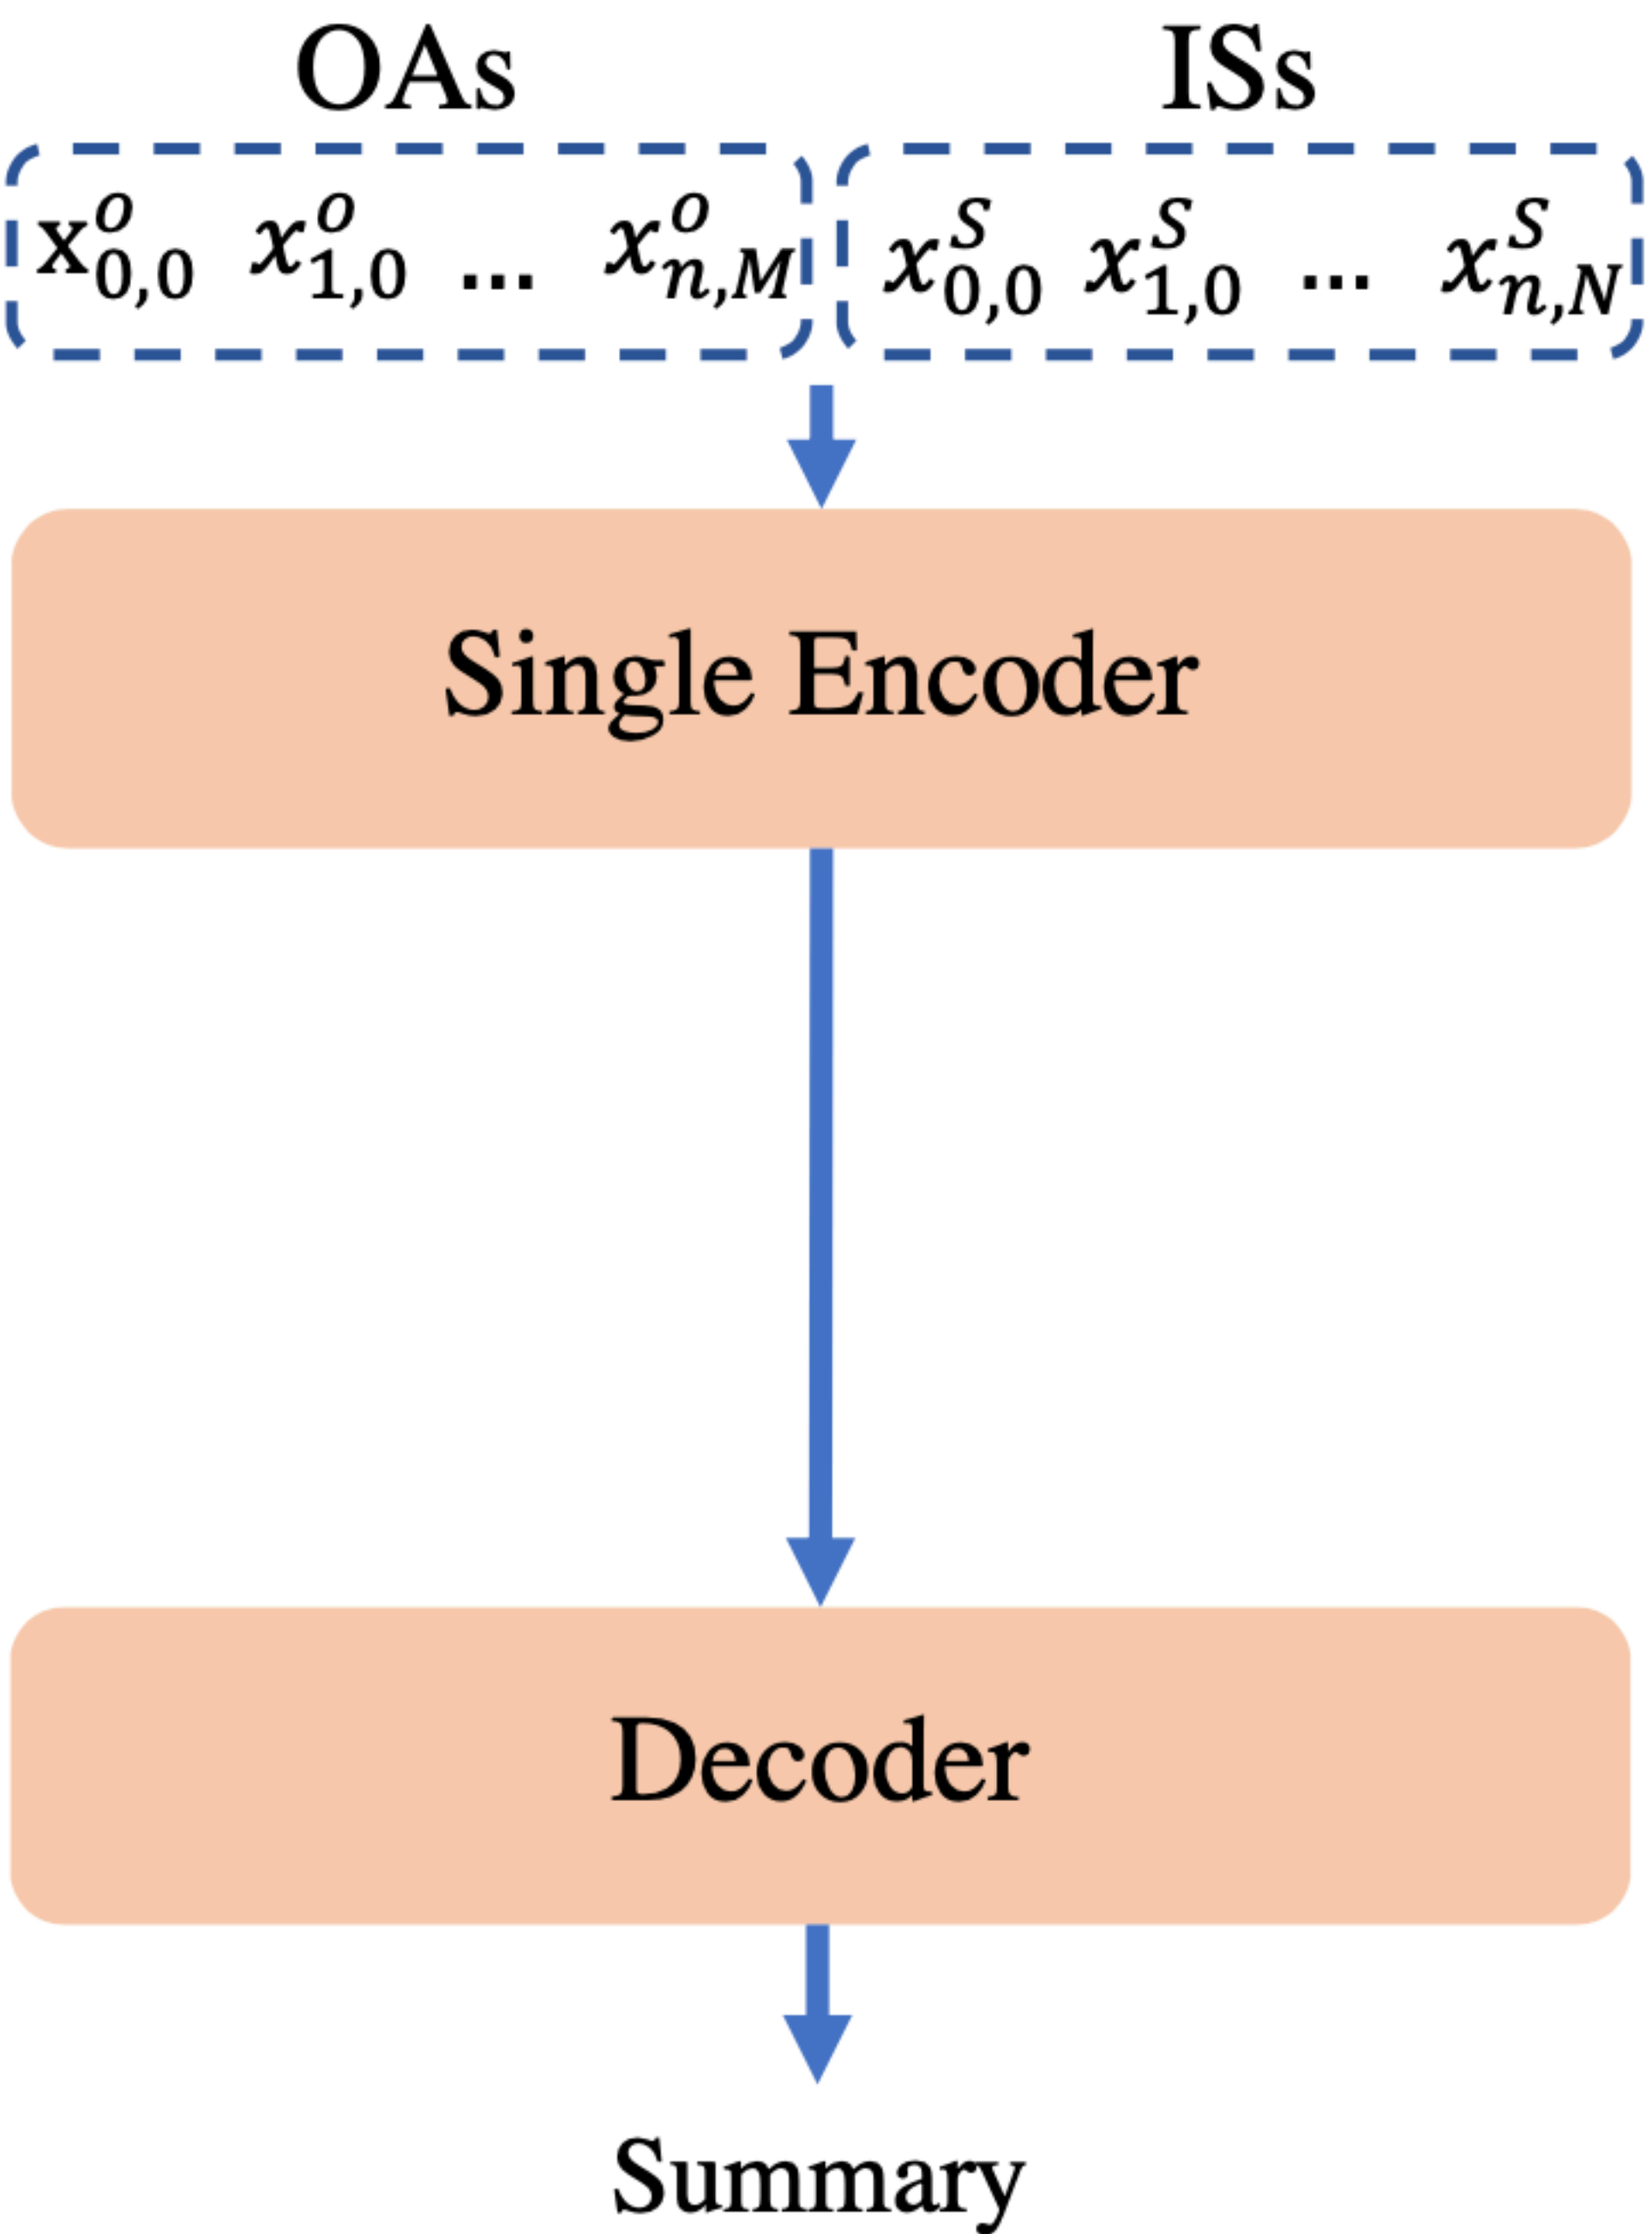 OAs ISs
x^o_{0,0} x^o_{1,0} ... x^o_{n,M} x^s_{0,0} x^s_{1,0} ... x^s_{n,N}
Single Encoder
Decoder
Summary